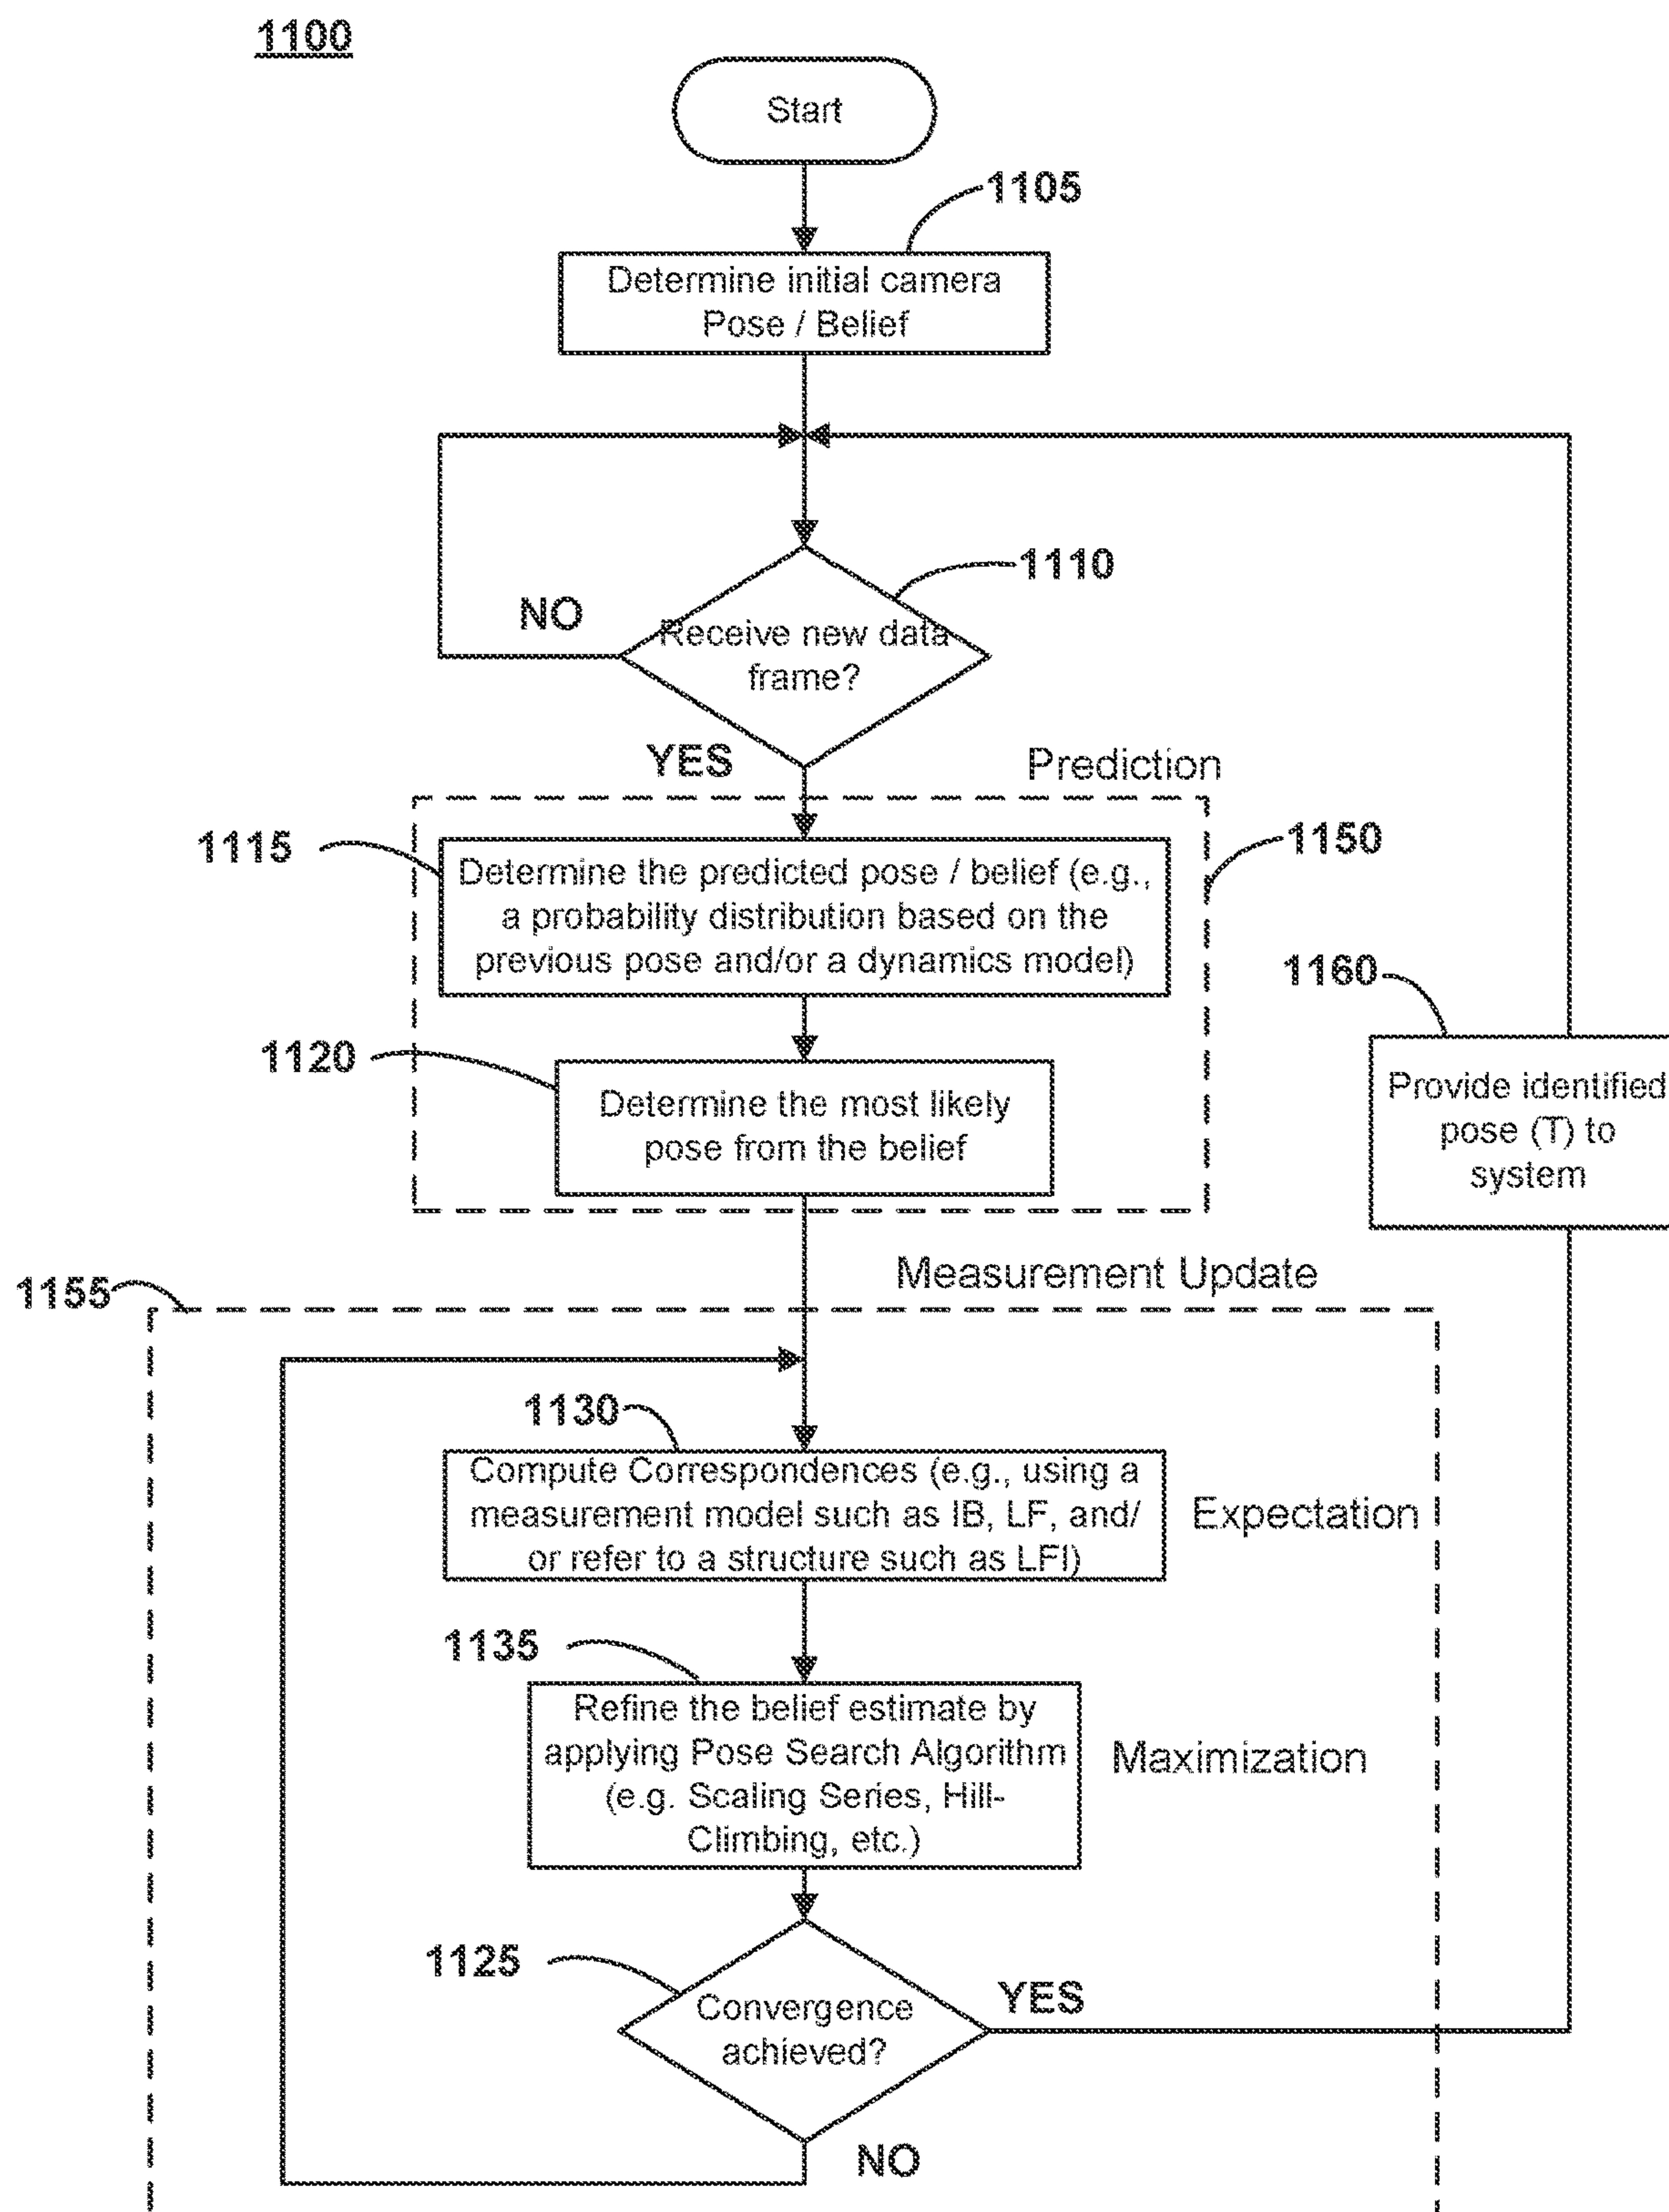 1100
Start
1105
Determine initial camera
Pose / Belief
1110
NO
Receive new data
frame?
YES
Prediction
1115
1150
Determine the predicted pose / belief (e.g.,
a probability distribution based on the
previous pose and/or a dynamics model)
1160
1120
Determine the most likely
pose from the belief
Provide identified
pose (T) to
system
Measurement Update
1155
1130
Compute Correspondences (e.g., using a
measurement model such as IB, LF, and/
or refer to a structure such as LFI)
Expectation
1135
Refine the belief estimate by
applying Pose Search Algorithm
(e.g. Scaling Series, Hill-
Climbing, etc.)
Maximization
1125
Convergence
achieved?
YES
NO